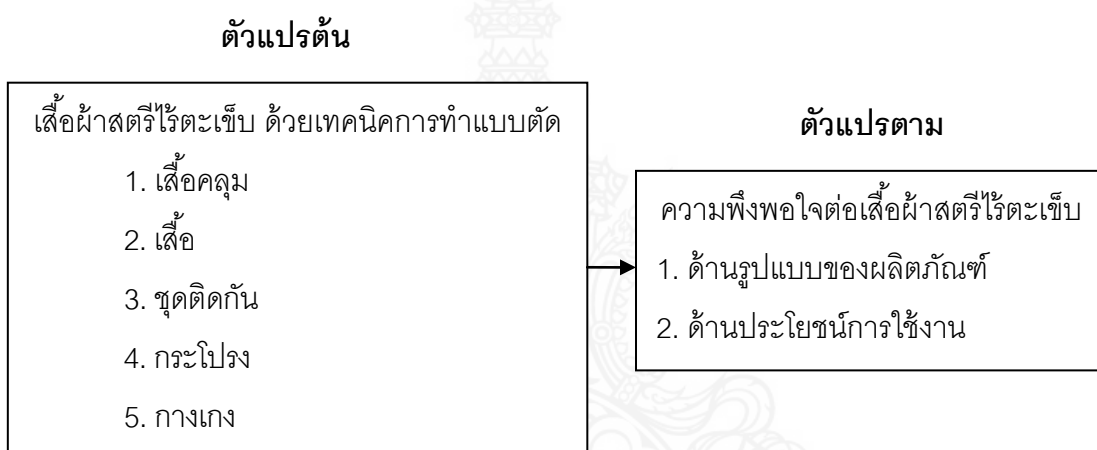 ตัวแปรต้น
เสื้อผ้าสตรีไร้ตะเข็บ ด้วยเทคนิคการทำแบบตัด
1. เสื้อคลุม
2. เสื้อ
3. ชุดติดกัน
4. กระโปรง
5. กางเกง
ตัวแปรตาม
ความพึงพอใจต่อเสื้อผ้าสตรีไร้ตะเข็บ
1. ด้านรูปแบบของผลิตภัณฑ์
2. ด้านประโยชน์การใช้งาน